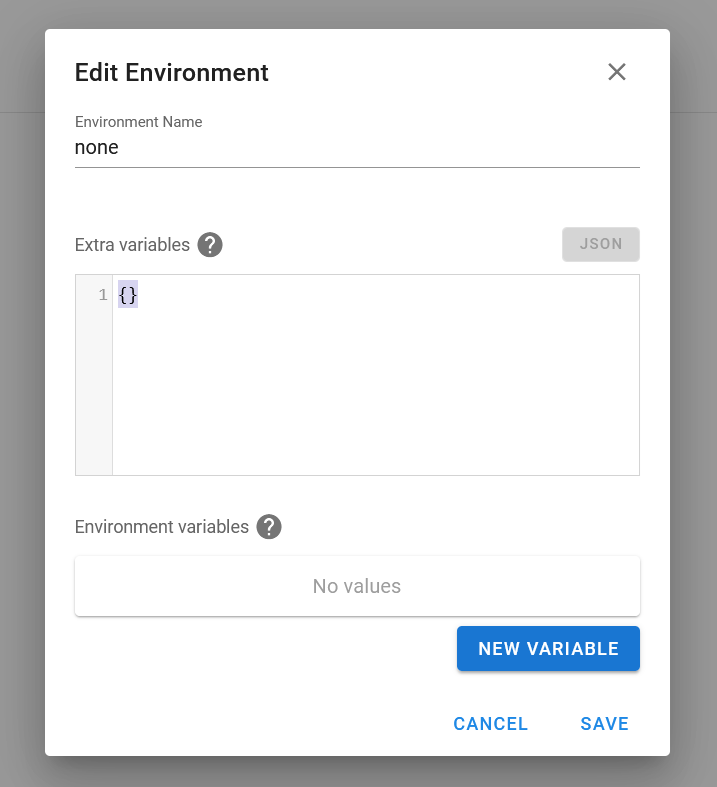 Edit Environment
Environment Name
none
Extra variables ?
JSON
1 {}
Environment variables ?
No values
NEW VARIABLE
CANCEL SAVE